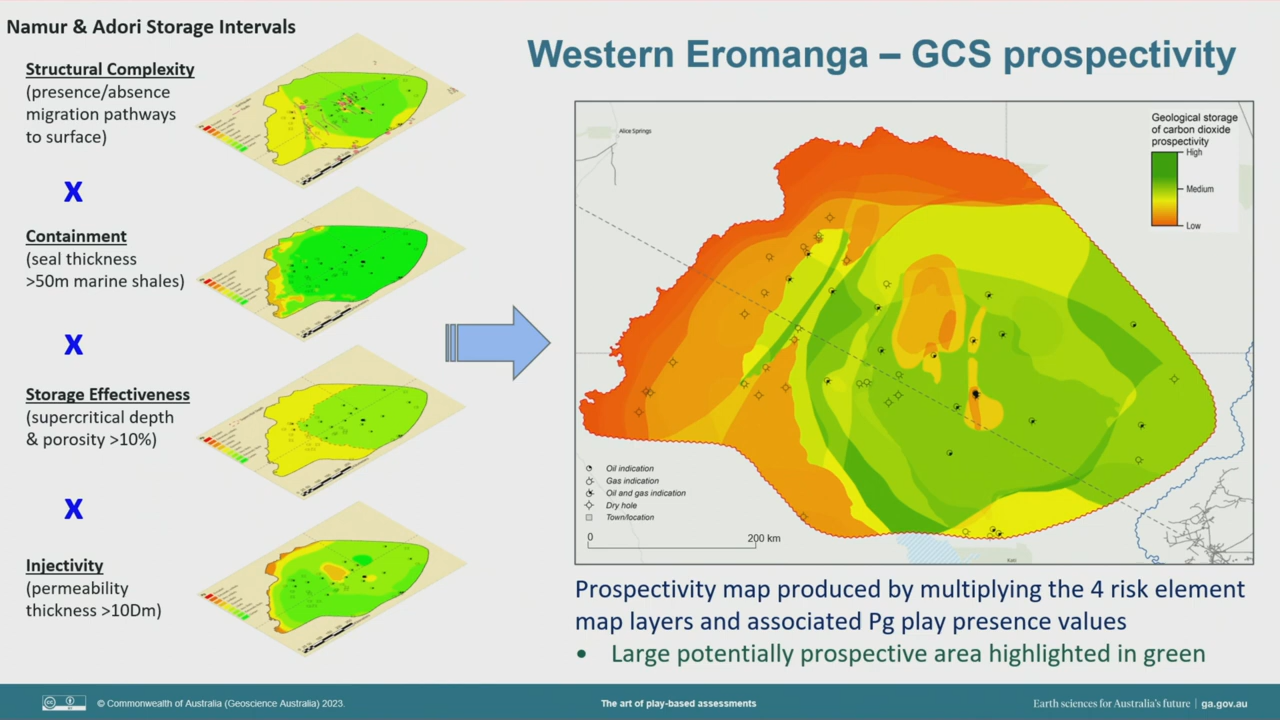 Namur & Adori Storage Intervals
Structural Complexity
(presence/absence
migration pathways
to surface)
X
Containment
(seal thickness
>50m marine shales)
X
Storage Effectiveness
(supercritical depth
& porosity >10%)
X
Injectivity
(permeability
thickness >10Dm)
Western Eromanga – GCS prospectivity
Alice Springs
Geological storage
of carbon dioxide
prospectivity
High
Medium
Low
Oil indication
Gas indication
Oil and gas indication
Dry hole
Town/location
0 200 km
Prospectivity map produced by multiplying the 4 risk element
map layers and associated Pg play presence values
• Large potentially prospective area highlighted in green
© Commonwealth of Australia (Geoscience Australia) 2023.
The art of play-based assessments
Earth sciences for Australia's future | ga.gov.au